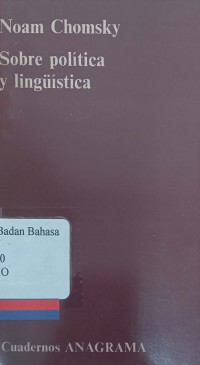 Noam Chomsky
Sobre política
y lingüística
Badan Bahasa
0
O
Cuadernos ANAGRAMA